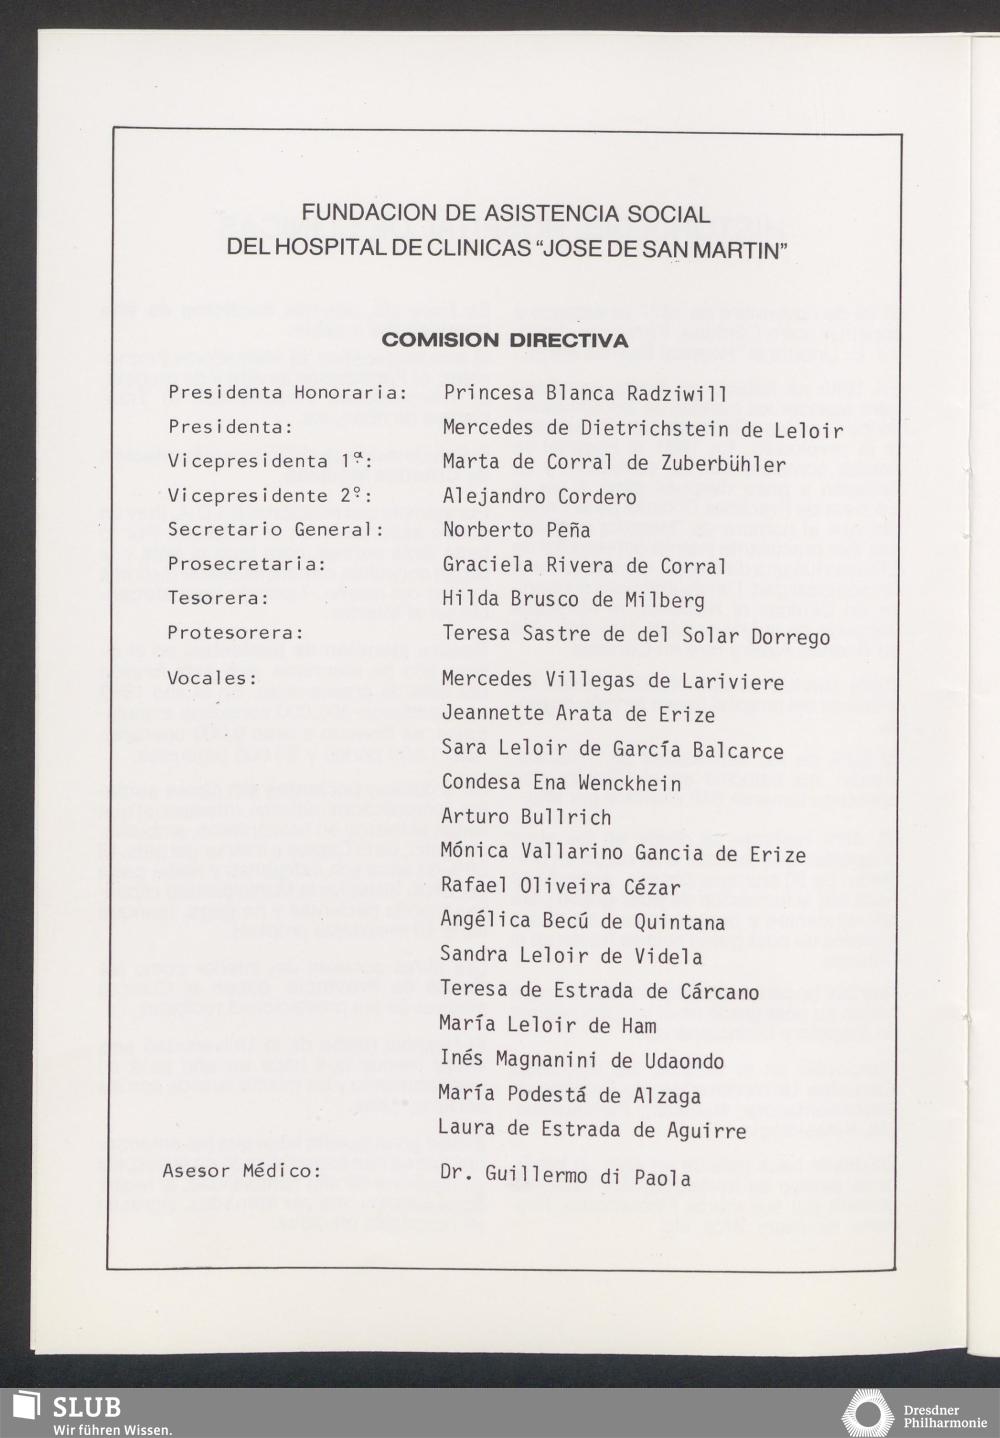 FUNDACION DE ASISTENCIA SOCIAL
DEL HOSPITAL DE CLINICAS “JOSE DE SAN MARTIN”
COMISION DIRECTIVA
Presidenta Honoraria: Princesa Blanca Radziwill
Presidenta: Mercedes de Dietrichstein de Leloir
Vicepresidenta 1ª: Marta de Corral de Zuberbühler
Vicepresidente 2º: Alejandro Cordero
Secretario General: Norberto Peña
Prosecretaria: Graciela Rivera de Corral
Tesorera: Hilda Brusco de Milberg
Protesorera: Teresa Sastre de del Solar Dorrego
Vocales: Mercedes Villegas de Lariviere
Jeannette Arata de Erize
Sara Leloir de García Balcarce
Condesa Ena Wenckhein
Arturo Bullrich
Mónica Vallarino Gancia de Erize
Rafael Oliveira Cézar
Angélica Becú de Quintana
Sandra Leloir de Videla
Teresa de Estrada de Cárcano
María Leloir de Ham
Inés Magnanini de Udaondo
María Podestá de Alzaga
Laura de Estrada de Aguirre
Asesor Médico: Dr. Guillermo di Paola
SLUB
Wir führen Wissen.
Dresdner
Philharmonie